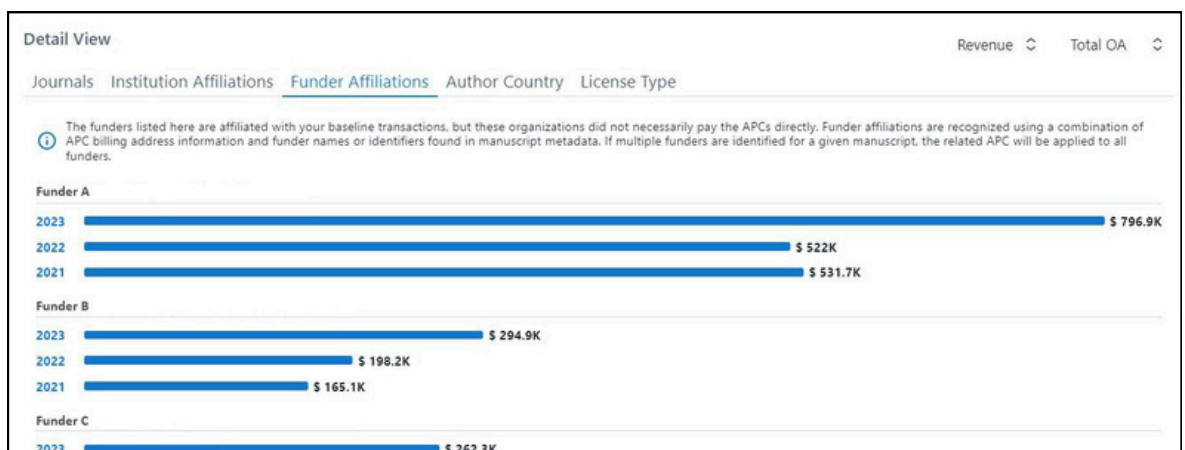 Detail View
Revenue Total OA
Journals Institution Affiliations Funder Affiliations Author Country License Type
The funders listed here are affiliated with your baseline transactions, but these organizations did not necessarily pay the APCs directly. Funder affiliations are recognized using a combination of
APC billing address information and funder names or identifiers found in manuscript metadata. If multiple funders are identified for a given manuscript, the related APC will be applied to all
funders.
Funder A
2023 $ 796.9K
2022 $ 522K
2021 $ 531.7K
Funder B
2023 $ 294.9K
2022 $ 198.2K
2021 $ 165.1K
Funder C
2023 $ 262.3K